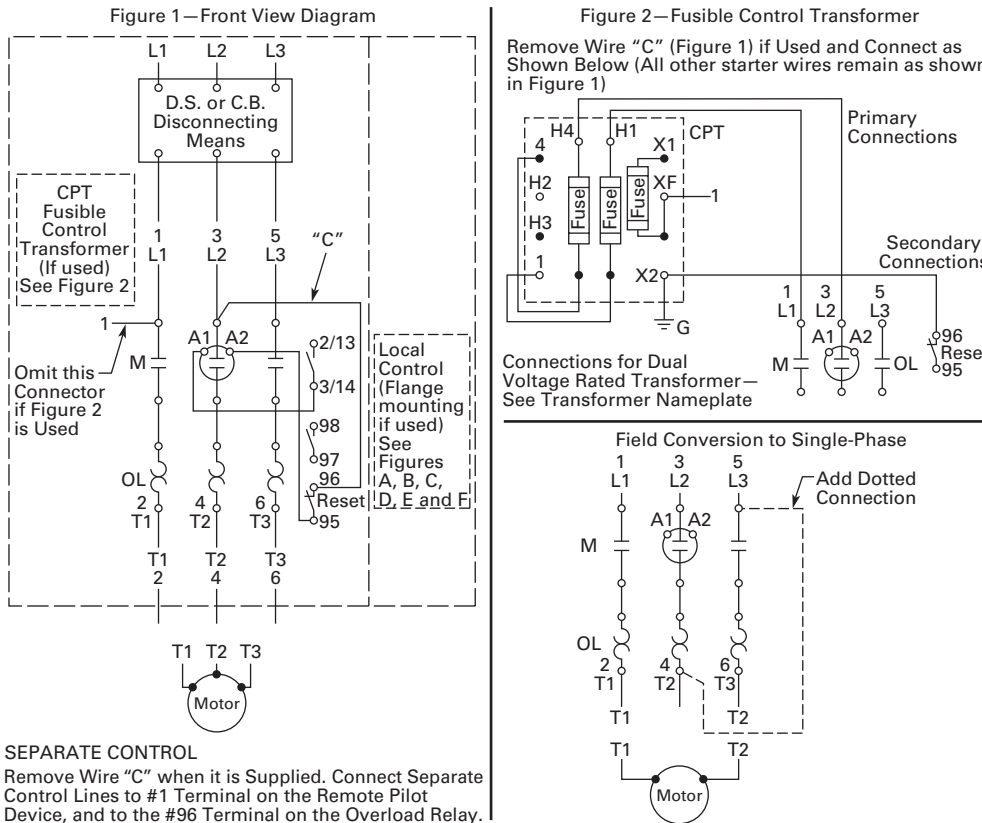 Figure 1—Front View Diagram
L1 L2 L3
D.S. or C.B.
Disconnecting
Means
CPT
Fusible
Control
Transformer
(If used)
See Figure 2
1 3 5
L1 L2 L3
"C"
1
A1 A2
M
2/13
3/14
Omit this
Connector
if Figure 2
is Used
Local
Control
(Flange
mounting
if used)
See
Figures
A, B, C,
D, E and F
98
97
96
Reset
95
OL
2 4 6
T1 T2 T3
T1 T2 T3
2 4 6
T1 T2 T3
Motor
SEPARATE CONTROL
Remove Wire "C" when it is Supplied. Connect Separate
Control Lines to #1 Terminal on the Remote Pilot
Device, and to the #96 Terminal on the Overload Relay.
Figure 2—Fusible Control Transformer
Remove Wire "C" (Figure 1) if Used and Connect as
Shown Below (All other starter wires remain as shown
in Figure 1)
H4 H1 CPT
4 X1
H2 XF
H3
1 X2
Fuse Fuse Fuse
1
G
Primary
Connections
Secondary
Connections
1 3 5
L1 L2 L3
A1 A2
M OL
96
Rese
95
Connections for Dual
Voltage Rated Transformer—
See Transformer Nameplate
Field Conversion to Single-Phase
1 3 5
L1 L2 L3
Add Dotted
Connection
A1 A2
M
OL
2 4 6
T1 T2 T3
T1 T2
T1 T2
Motor